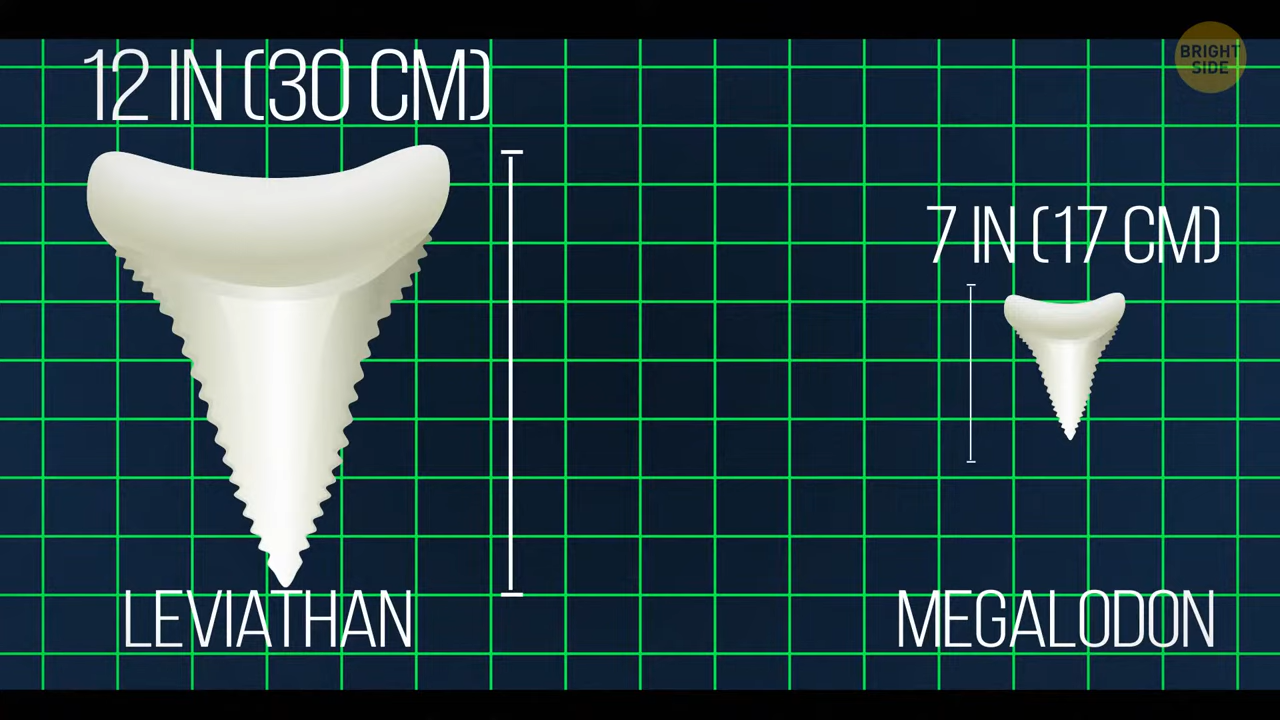 12 IN (30 CM)
BRIGHT
SIDE
7 IN (17 CM)
LEVIATHAN
MEGALODON